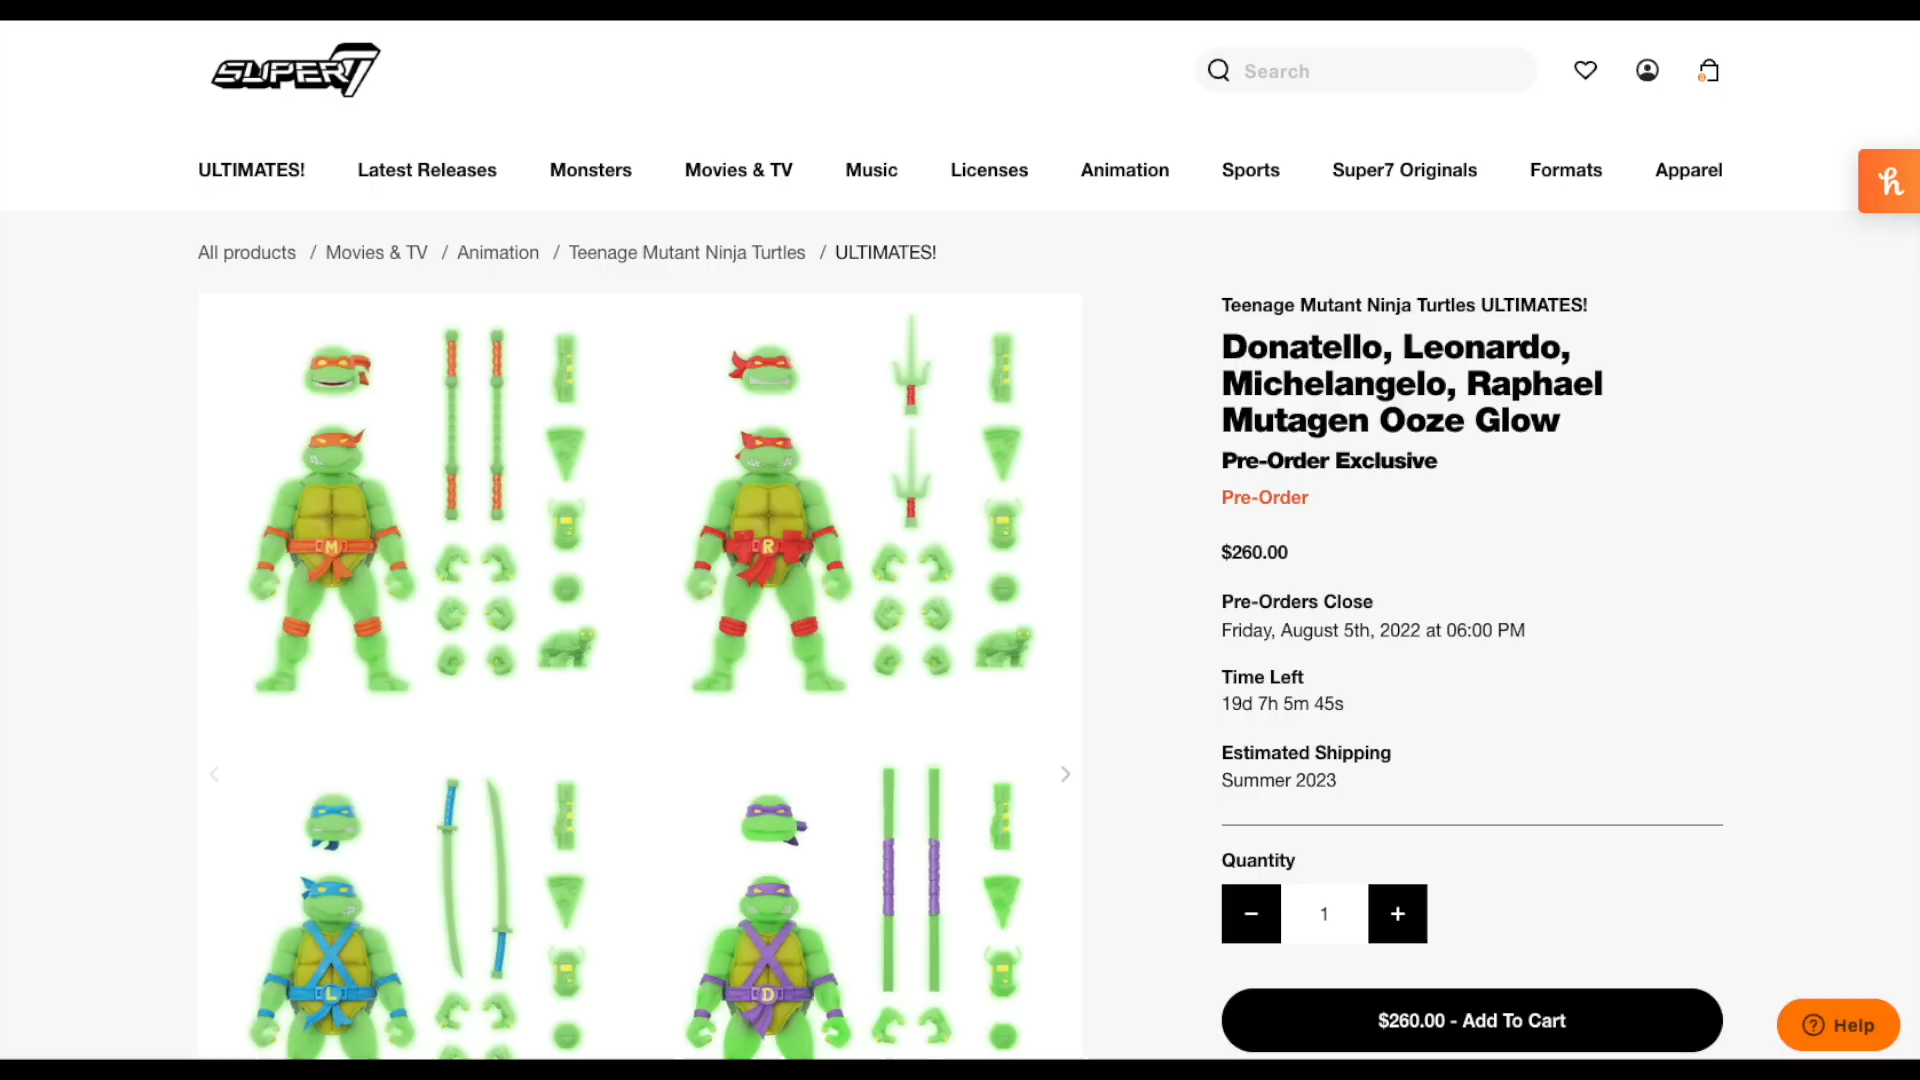 SUPER7
Search
ULTIMATES! Latest Releases Monsters Movies & TV Music Licenses Animation Sports Super7 Originals Formats Apparel
h
All products / Movies & TV / Animation / Teenage Mutant Ninja Turtles / ULTIMATES!
Teenage Mutant Ninja Turtles ULTIMATES!
Donatello, Leonardo,
Michelangelo, Raphael
Mutagen Ooze Glow
Pre-Order Exclusive
Pre-Order
$260.00
Pre-Orders Close
Friday, August 5th, 2022 at 06:00 PM
Time Left
19d 7h 5m 45s
Estimated Shipping
Summer 2023
Quantity
− 1 +
$260.00 - Add To Cart
? Help
M
R
L
D